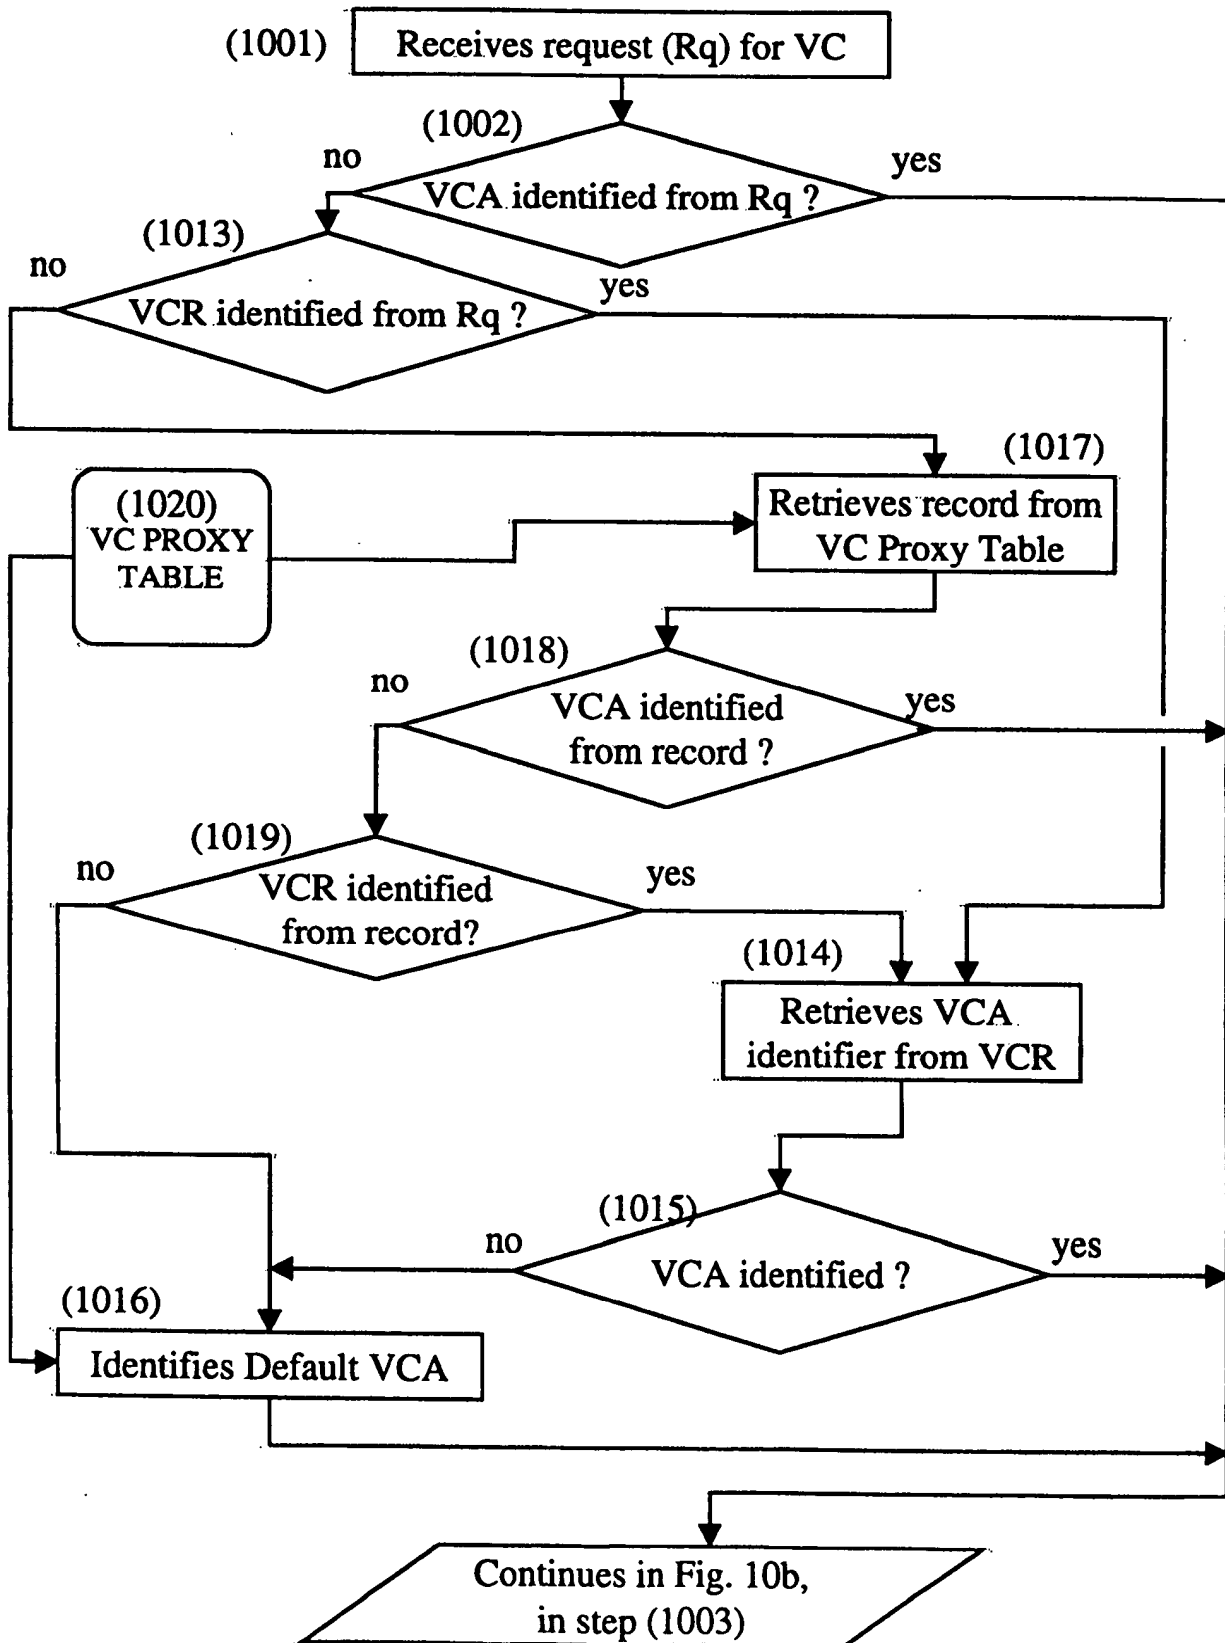 (1001)
Receives request (Rq) for VC
(1002)
no
yes
VCA identified from Rq ?
(1013)
no
yes
VCR identified from Rq ?
(1017)
Retrieves record from
VC Proxy Table
(1020)
VC PROXY
TABLE
(1018)
no
yes
VCA identified
from record ?
(1019)
no
yes
VCR identified
from record?
(1014)
Retrieves VCA
identifier from VCR
(1015)
no
yes
VCA identified ?
(1016)
Identifies Default VCA
Continues in Fig. 10b,
in step (1003)